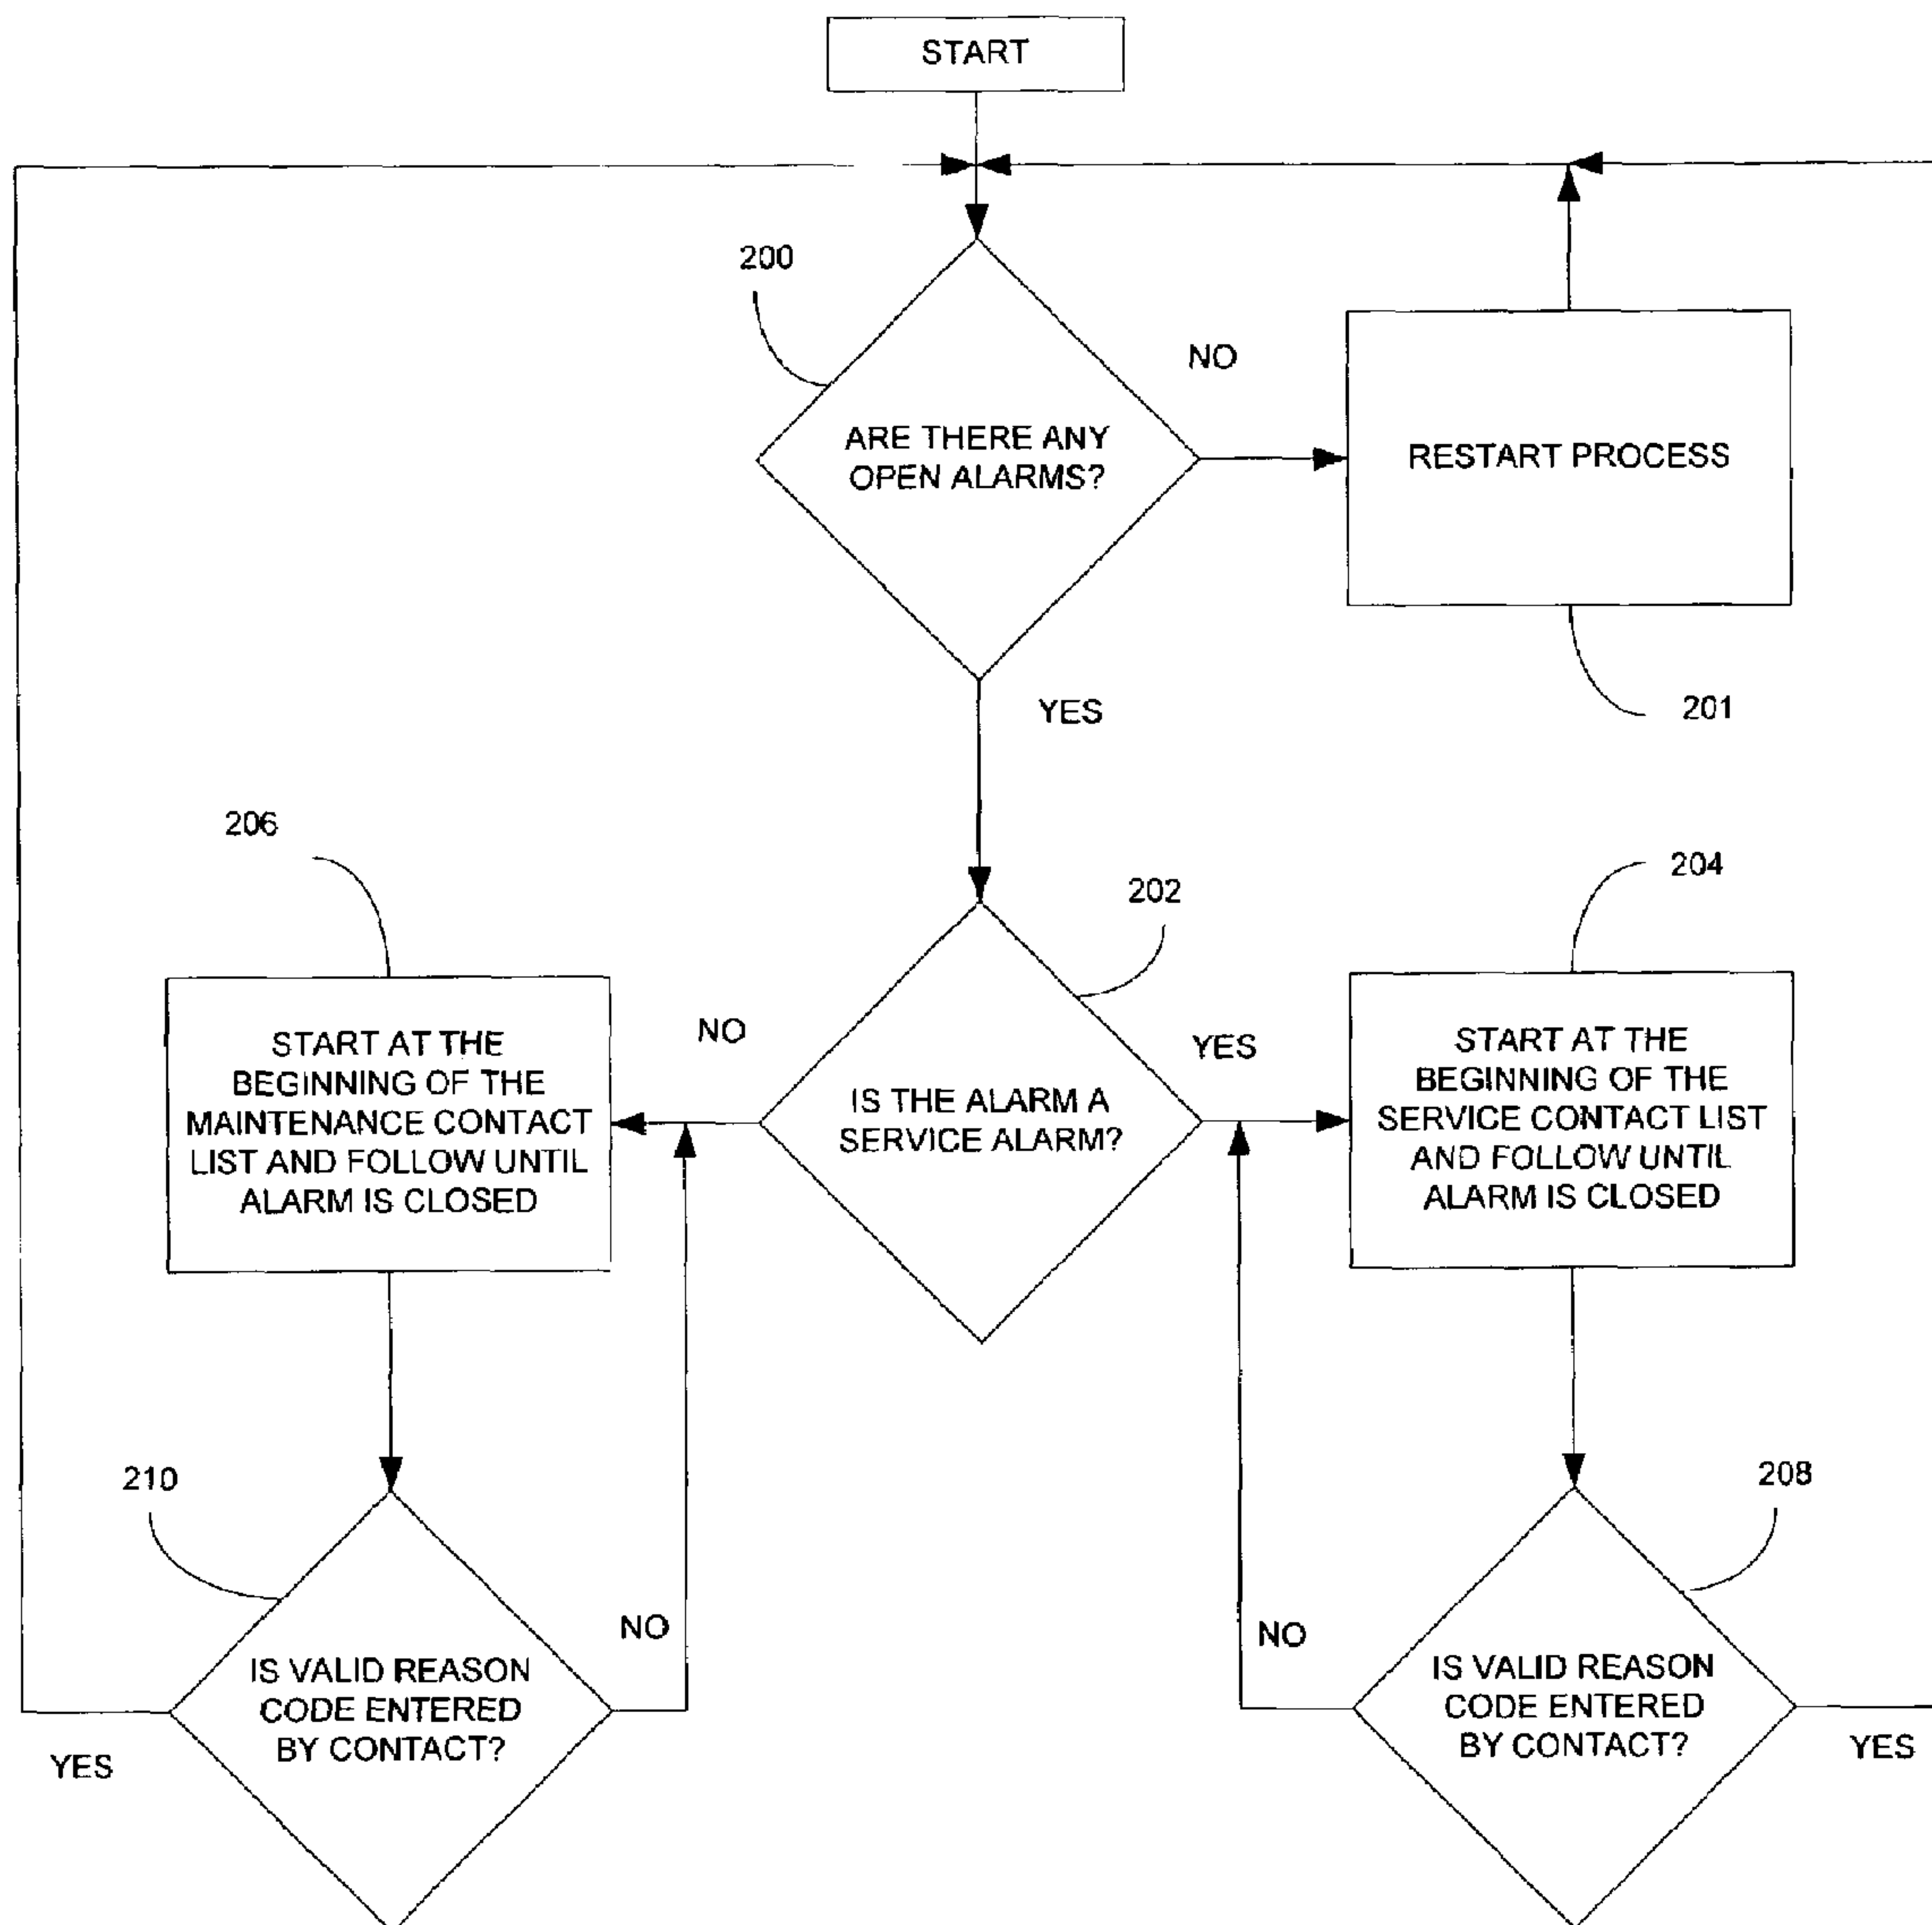 START
200
NO
ARE THERE ANY
OPEN ALARMS?
RESTART PROCESS
201
YES
206
204
202
NO
YES
START AT THE
BEGINNING OF THE
MAINTENANCE CONTACT
LIST AND FOLLOW UNTIL
ALARM IS CLOSED
IS THE ALARM A
SERVICE ALARM?
START AT THE
BEGINNING OF THE
SERVICE CONTACT LIST
AND FOLLOW UNTIL
ALARM IS CLOSED
210
208
NO
NO
IS VALID REASON
CODE ENTERED
BY CONTACT?
IS VALID REASON
CODE ENTERED
BY CONTACT?
YES
YES